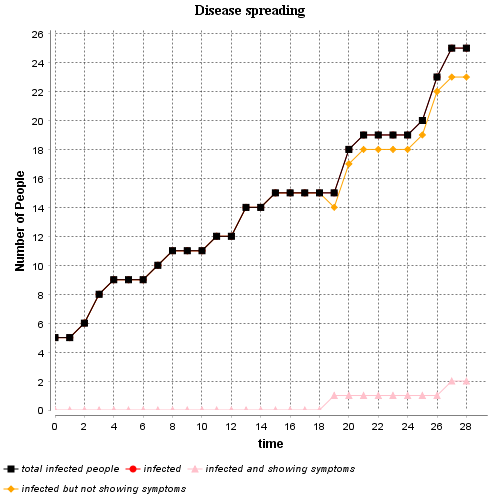 Disease spreading
26
24
22
20
18
16
14
12
10
8
6
4
2
0
Number of People
0 2 4 6 8 10 12 14 16 18 20 22 24 26 28
time
total infected people infected infected and showing symptoms
infected but not showing symptoms